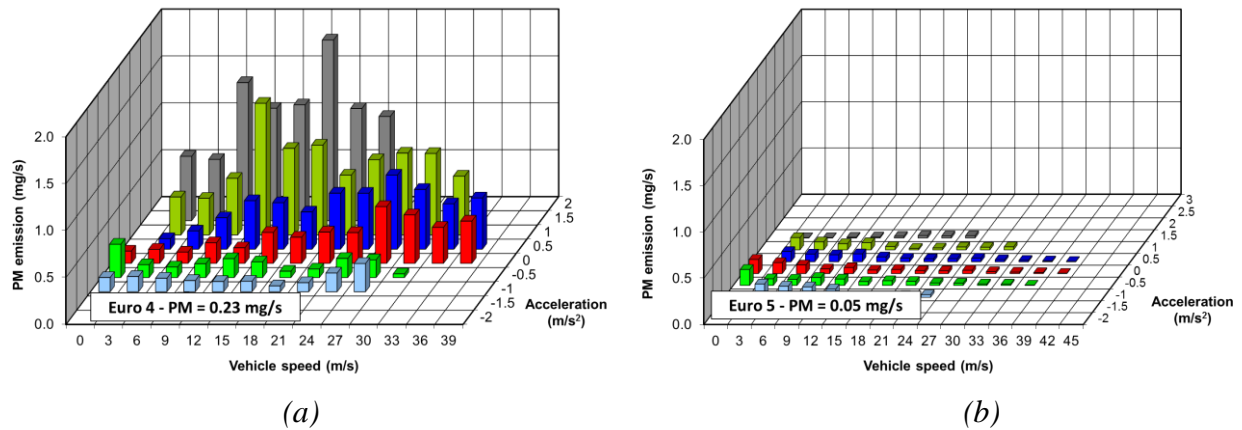 PM emission (mg/s)
2.0
1.5
1.0
0.5
0.0
Euro 4 - PM = 0.23 mg/s
0 3 6 9 12 15 18 21 24 27 30 33 36 39
Vehicle speed (m/s)
2
1.5
1
0.5
0
-0.5
-1
-1.5
-2
Acceleration
(m/s²)
(a)
PM emission (mg/s)
2.0
1.5
1.0
0.5
0.0
Euro 5 - PM = 0.05 mg/s
0 3 6 9 12 15 18 21 24 27 30 33 36 39 42 45
Vehicle speed (m/s)
3
2.5
2
1.5
1
0.5
0
-0.5
-1
-1.5
-2
Acceleration
(m/s²)
(b)